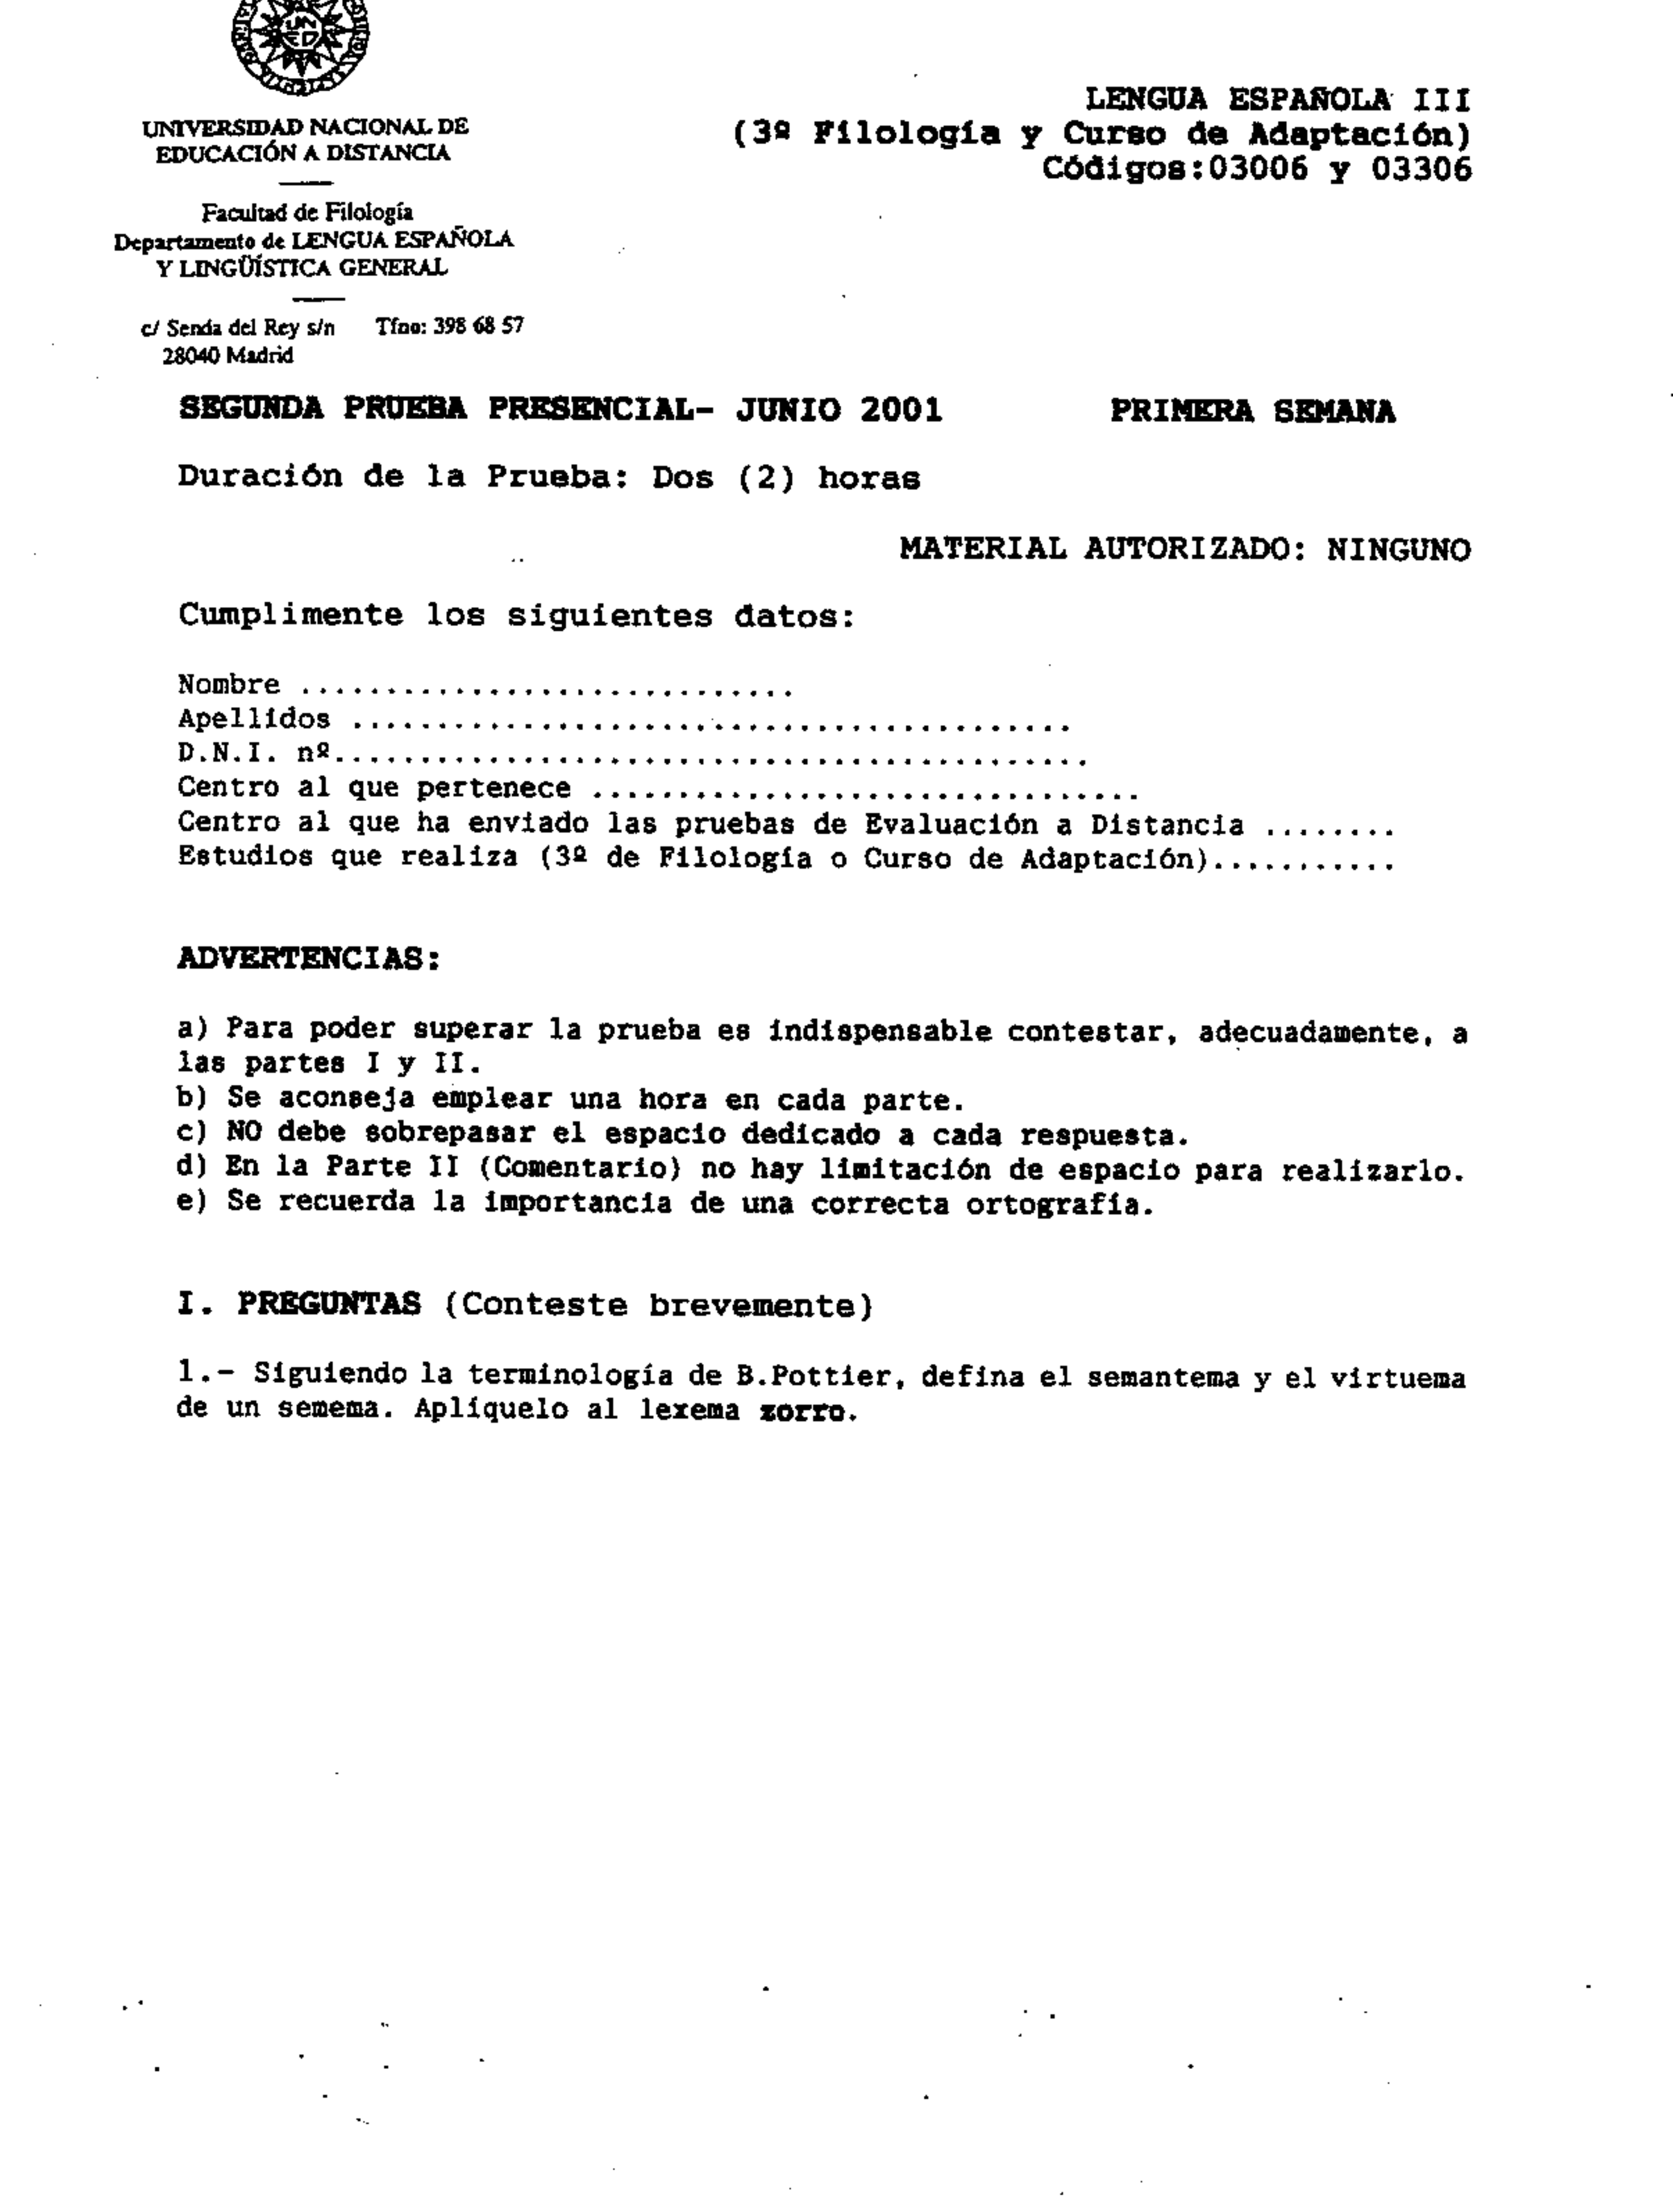 UNED
UNIVERSIDAD NACIONAL DE
EDUCACIÓN A DISTANCIA
Facultad de Filología
Departamento de LENGUA ESPAÑOLA
Y LINGÜÍSTICA GENERAL
c/ Senda del Rey s/n Tfno: 398 68 57
28040 Madrid
LENGUA ESPAÑOLA III
(3º Filología y Curso de Adaptación)
Códigos:03006 y 03306
SEGUNDA PRUEBA PRESENCIAL- JUNIO 2001 PRIMERA SEMANA
Duración de la Prueba: Dos (2) horas
MATERIAL AUTORIZADO: NINGUNO
Cumplimente los siguientes datos:
Nombre .............................
Apellidos ..........................................
D.N.I. nº............................................
Centro al que pertenece ................................
Centro al que ha enviado las pruebas de Evaluación a Distancia ........
Estudios que realiza (3º de Filología o Curso de Adaptación)...........
ADVERTENCIAS:
a) Para poder superar la prueba es indispensable contestar, adecuadamente, a
las partes I y II.
b) Se aconseja emplear una hora en cada parte.
c) NO debe sobrepasar el espacio dedicado a cada respuesta.
d) En la Parte II (Comentario) no hay limitación de espacio para realizarlo.
e) Se recuerda la importancia de una correcta ortografía.
I. PREGUNTAS (Conteste brevemente)
1.- Siguiendo la terminología de B.Pottier, defina el semantema y el virtuema
de un semema. Aplíquelo al lexema zorro.